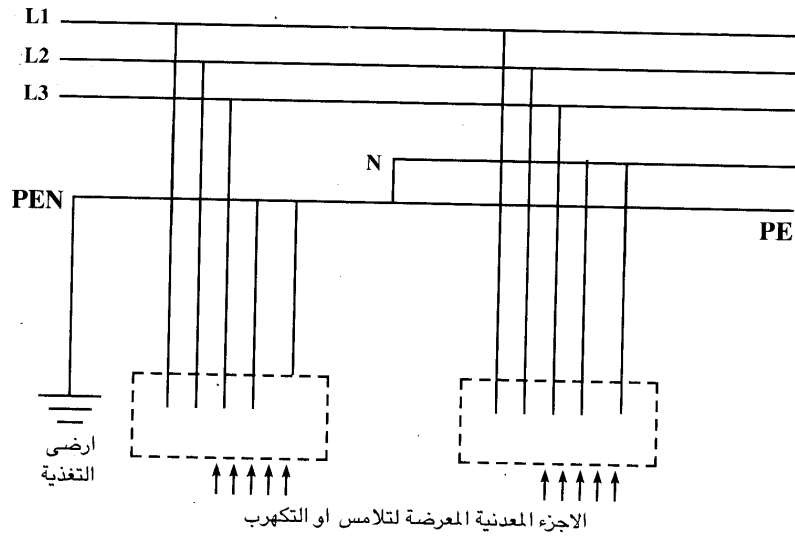 L1
L2
L3
N
PEN
PE
ارضى
التغذية
الاجزء المعدنية المعرضة لتلامس او التكهرب